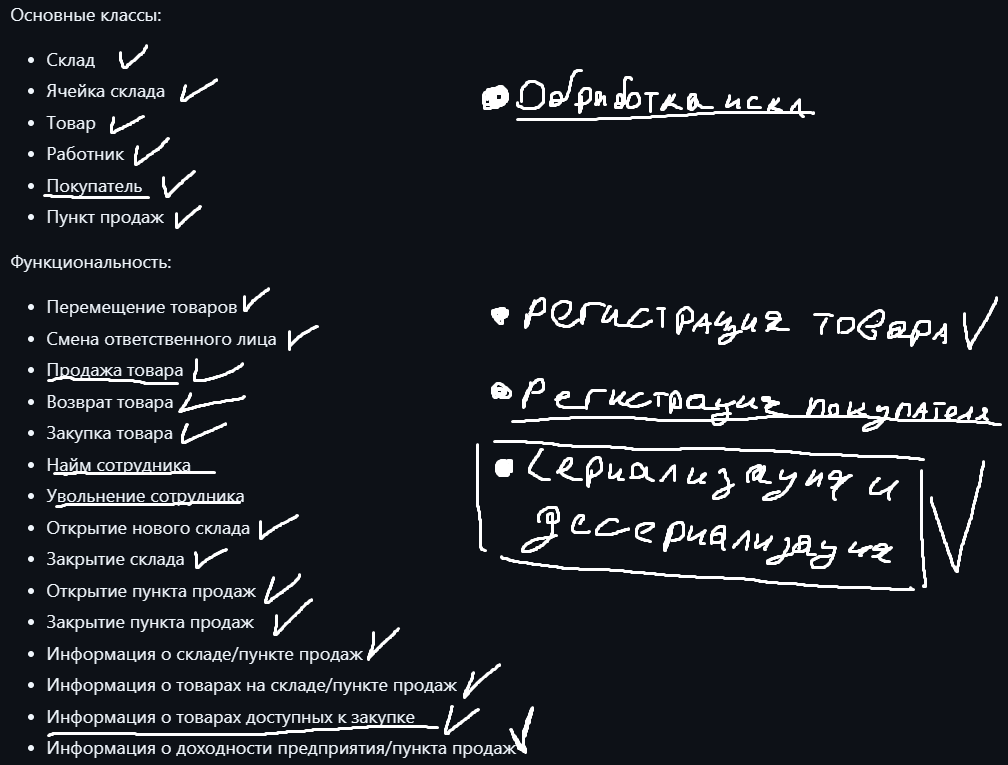 Основные классы:
• Склад
• Ячейка склада
• Товар
• Работник
• Покупатель
• Пункт продаж
• Обработка искл
Функциональность:
• Перемещение товаров
• Смена ответственного лица
• Продажа товара
• Возврат товара
• Закупка товара
• Найм сотрудника
• Увольнение сотрудника
• Открытие нового склада
• Закрытие склада
• Открытие пункта продаж
• Закрытие пункта продаж
• Информация о складе/пункте продаж
• Информация о товарах на складе/пункте продаж
• Информация о товарах доступных к закупке
• Информация о доходности предприятия/пункта продаж
• Регистрация товара
• Регистрация покупателя
• Сериализация и
десериализация